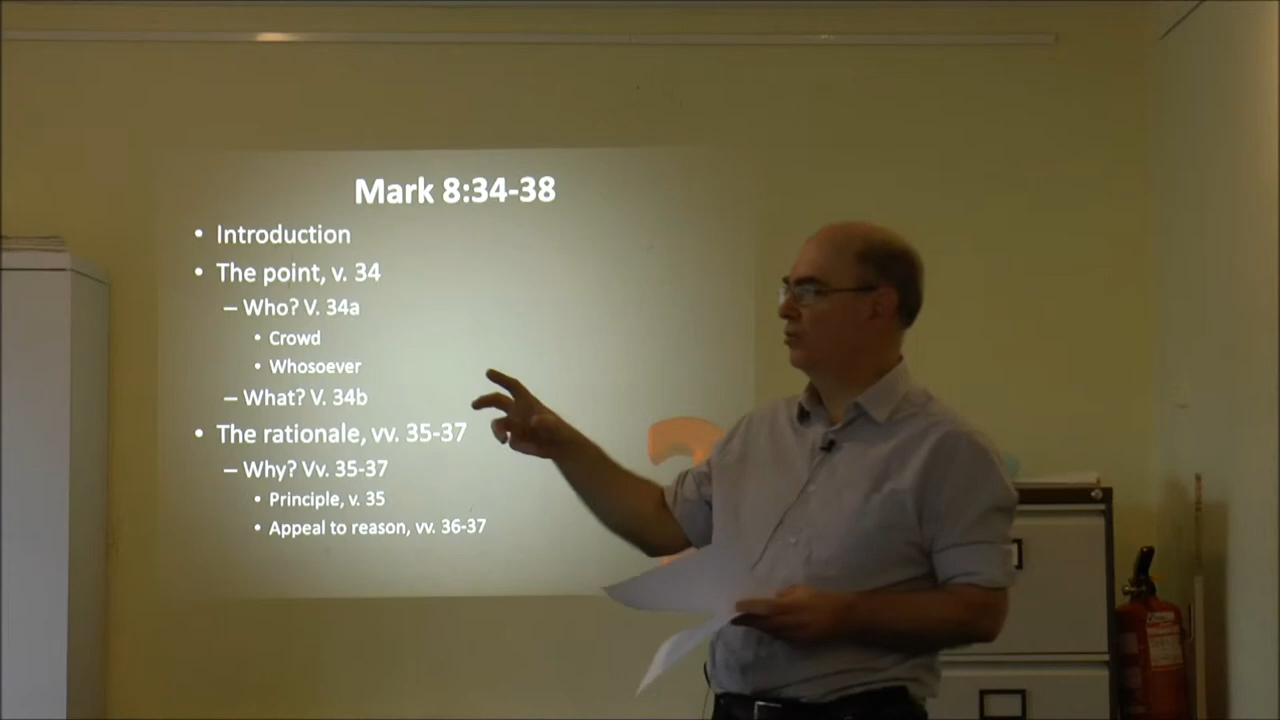 Mark 8:34-38
• Introduction
• The point, v. 34
– Who? V. 34a
• Crowd
• Whosoever
– What? V. 34b
• The rationale, vv. 35-37
– Why? Vv. 35-37
• Principle, v. 35
• Appeal to reason, vv. 36-37